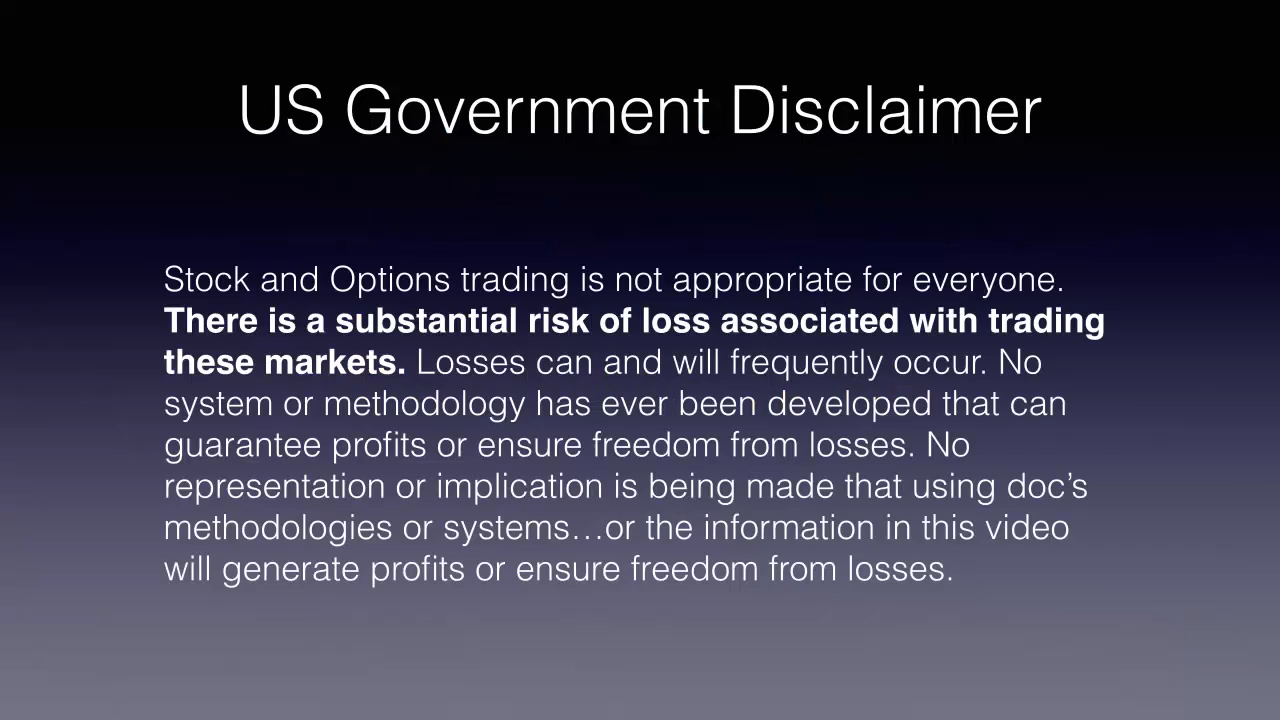 US Government Disclaimer
Stock and Options trading is not appropriate for everyone.
There is a substantial risk of loss associated with trading
these markets. Losses can and will frequently occur. No
system or methodology has ever been developed that can
guarantee profits or ensure freedom from losses. No
representation or implication is being made that using doc’s
methodologies or systems…or the information in this video
will generate profits or ensure freedom from losses.